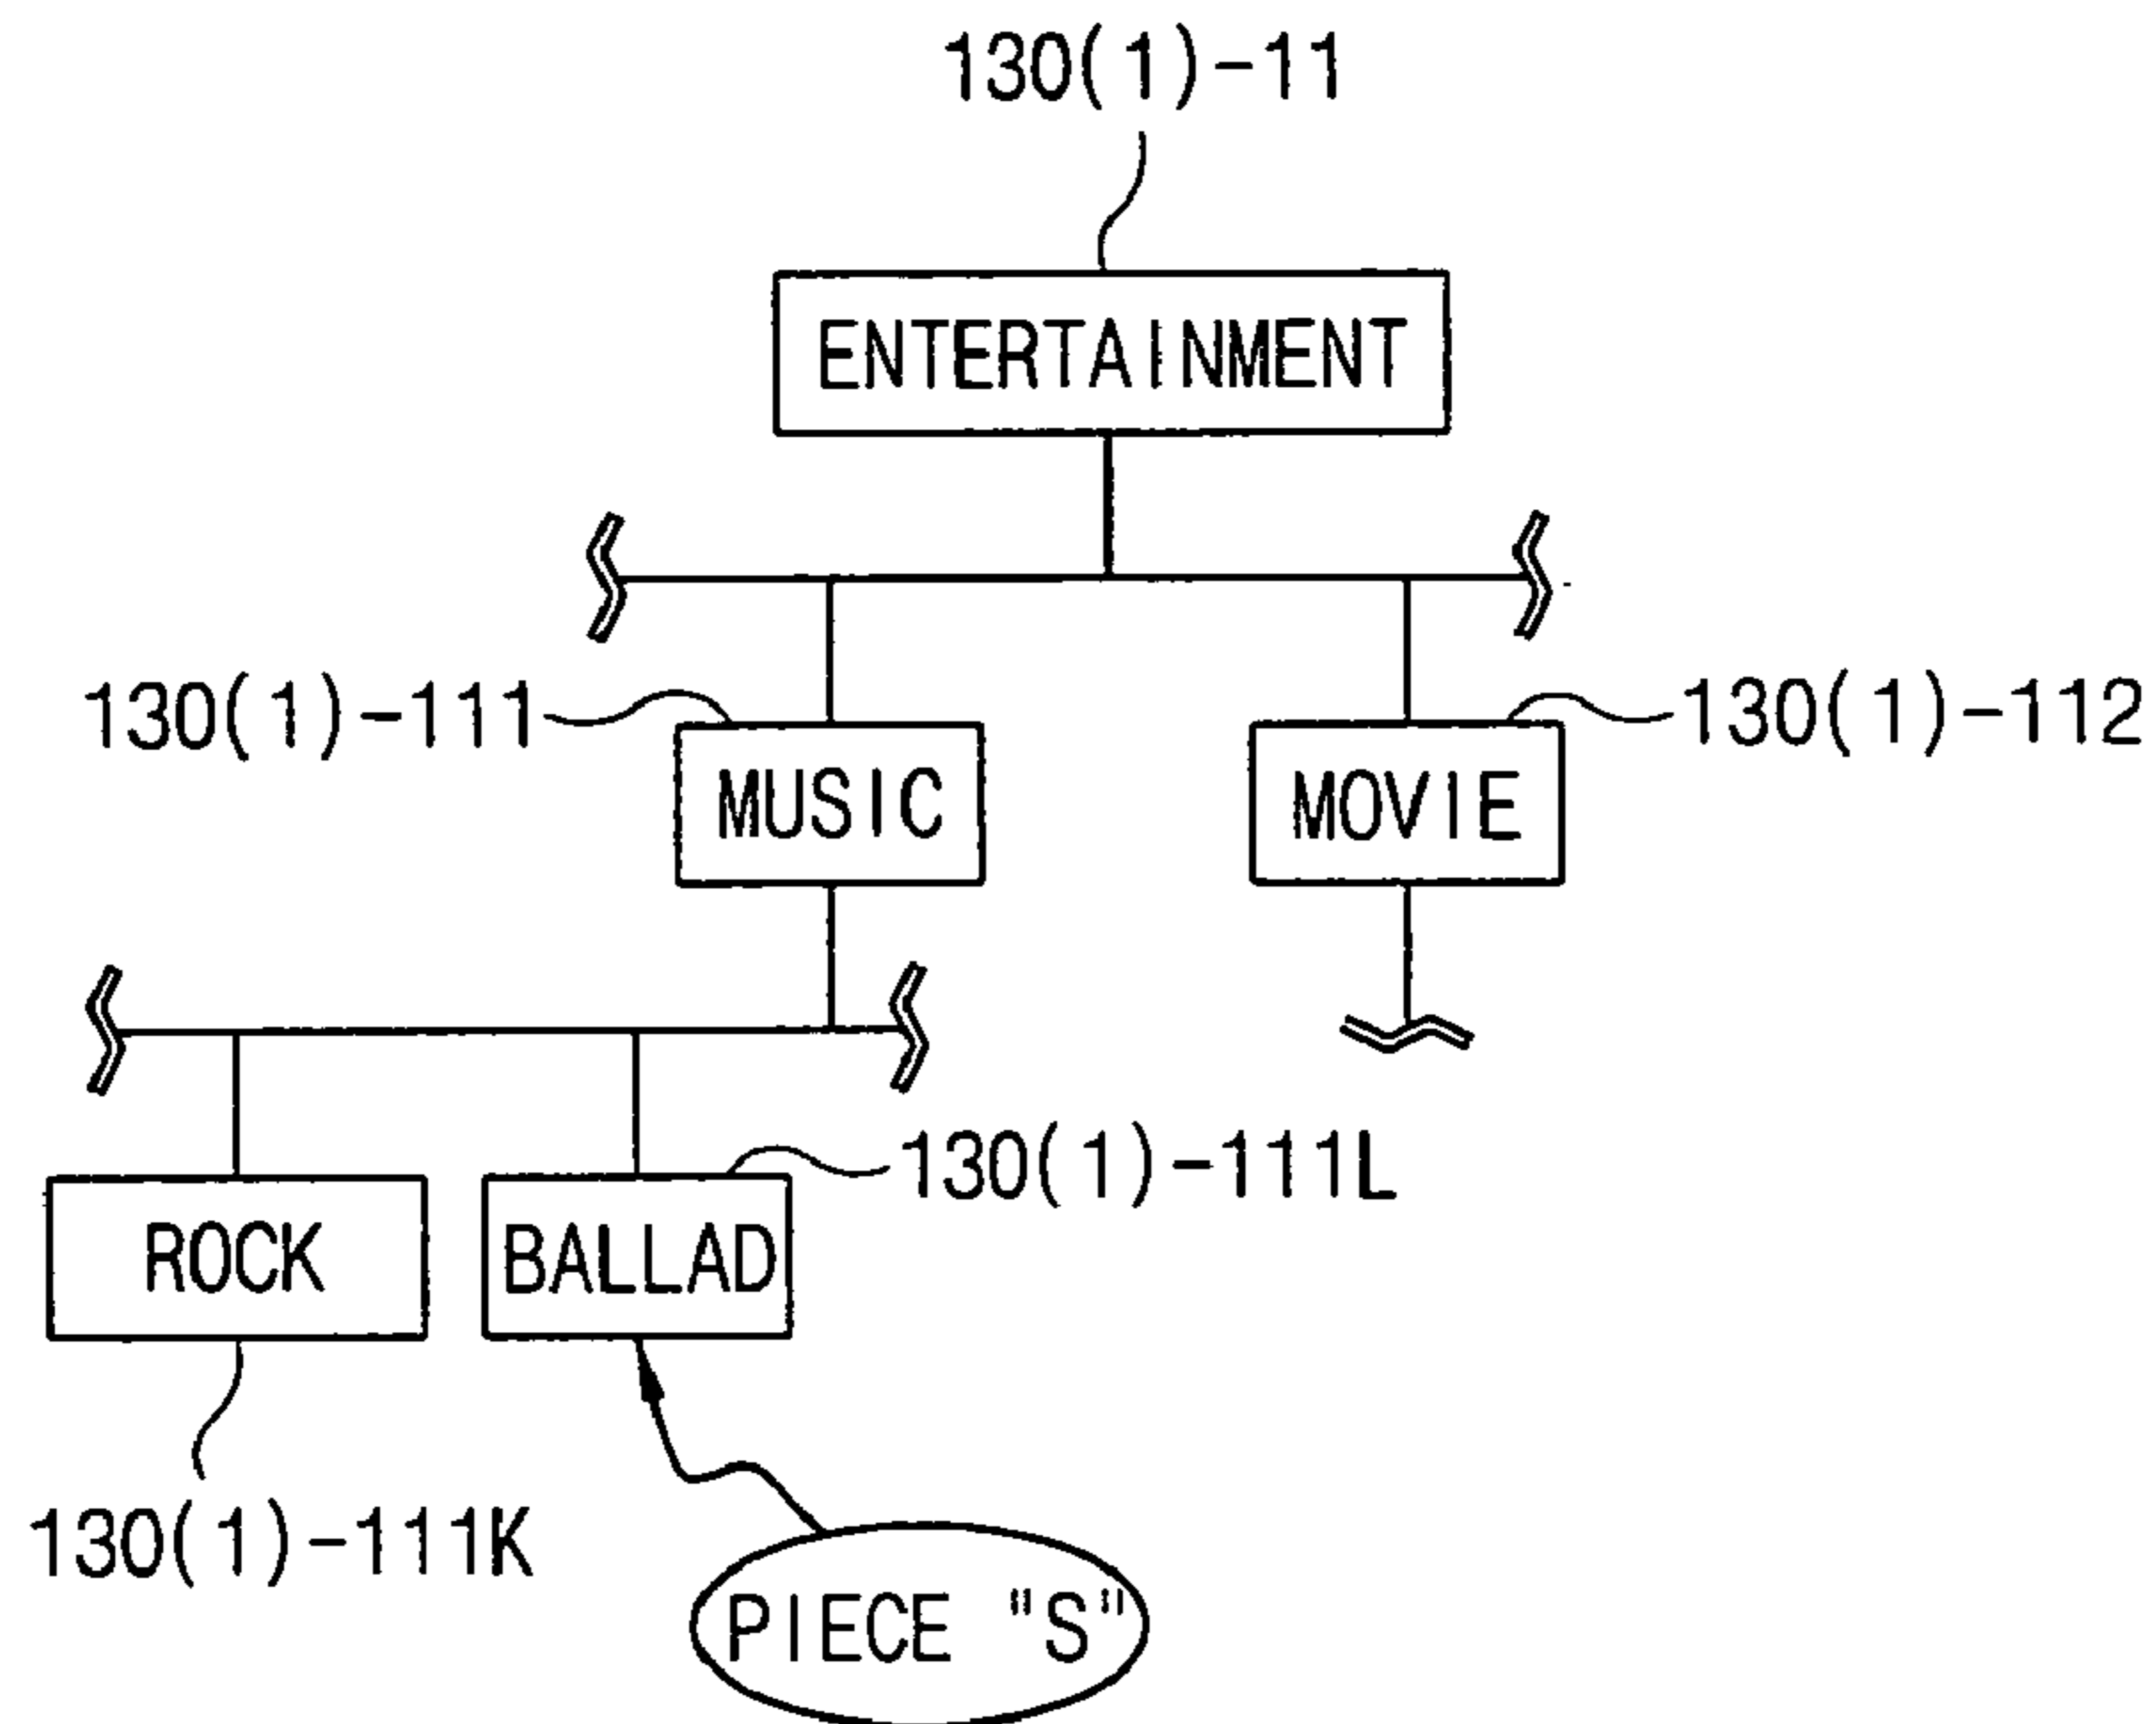 130(1)-11
ENTERTAINMENT
130(1)-111
130(1)-112
MUSIC
MOVIE
130(1)-111L
ROCK
BALLAD
130(1)-111K
PIECE "S"